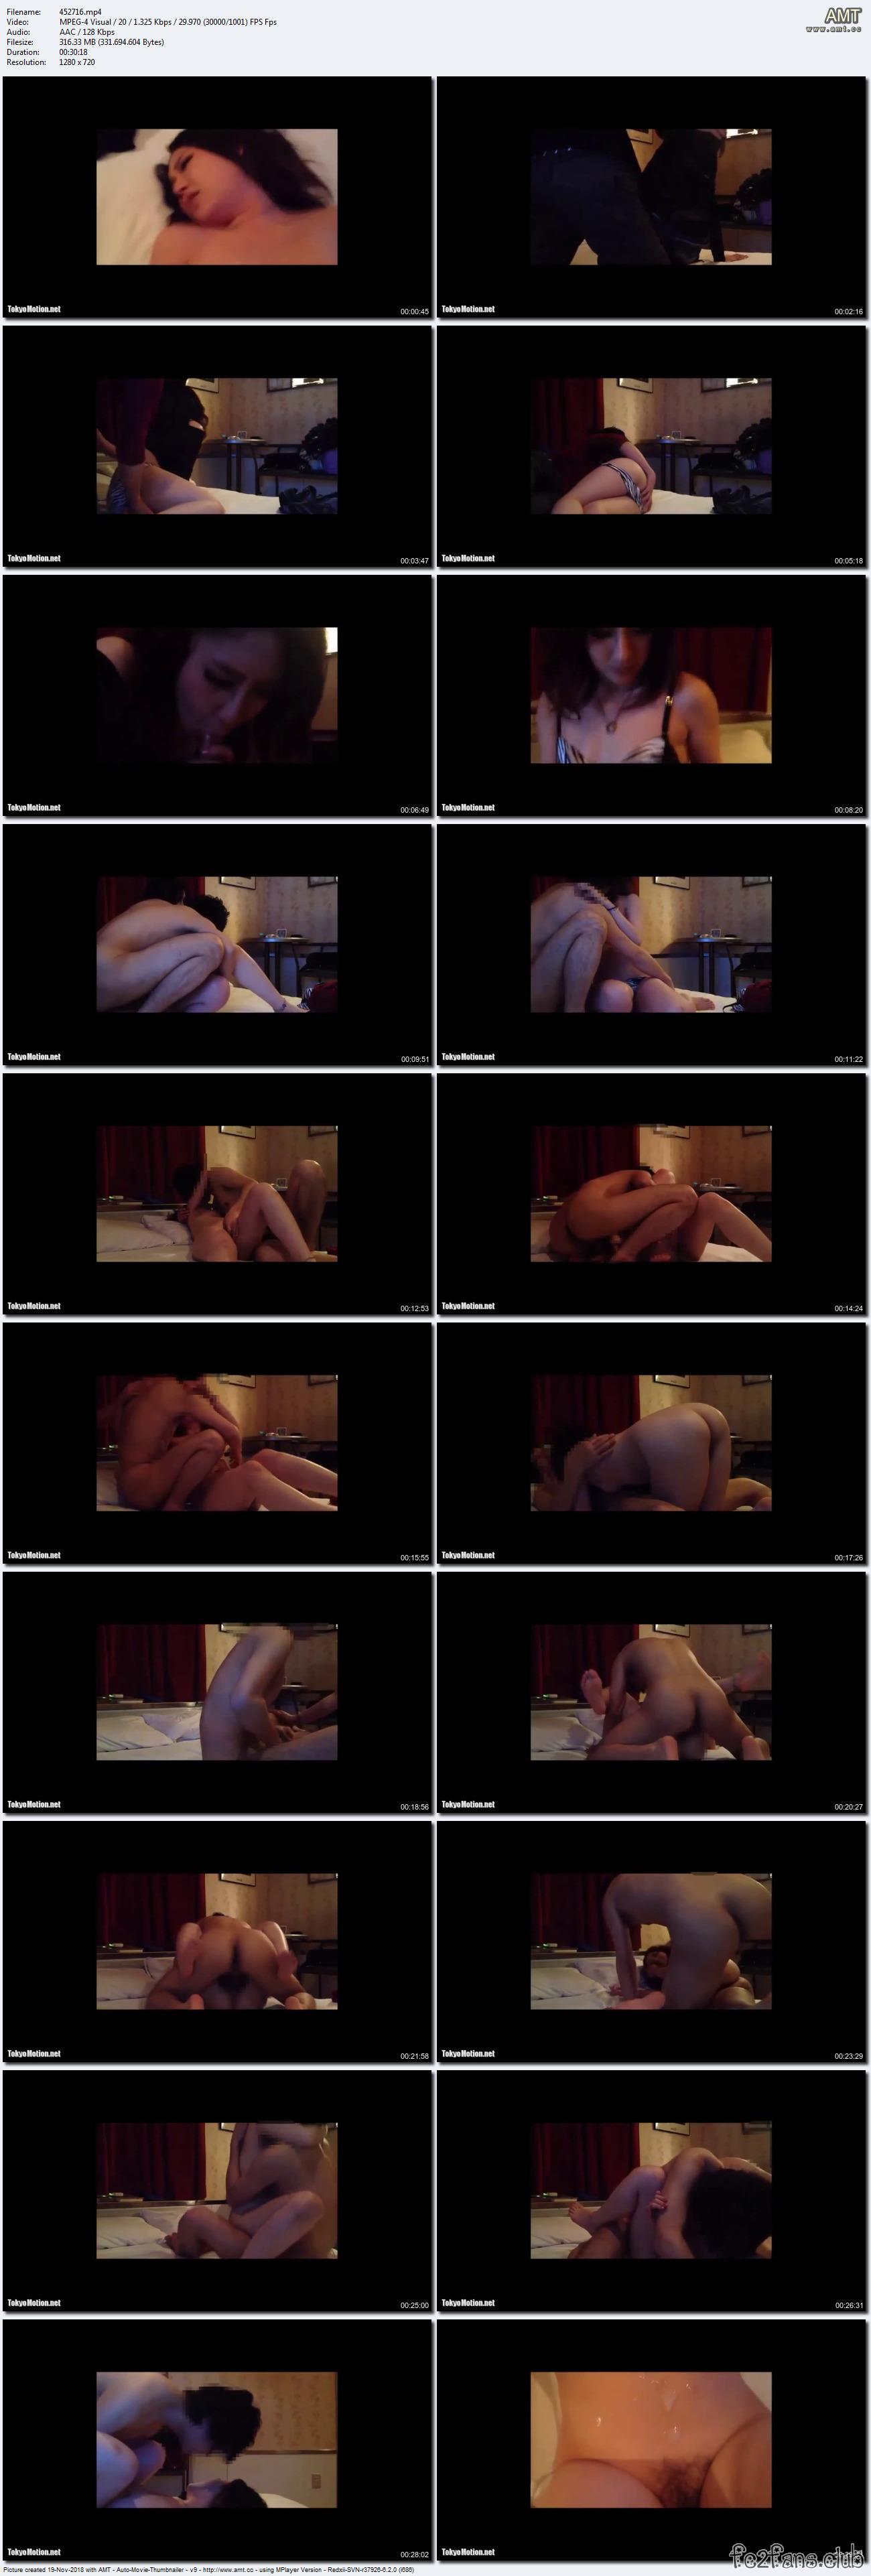 Filename: 452716.mp4
AMT
Video: MPEG-4 Visual / 20 / 1.325 Kbps / 29.970 (30000/1001) FPS Fps
www.amt.cc
Audio: AAC / 128 Kbps
Filesize: 316.33 MB (331.694.604 Bytes)
Duration: 00:30:18
Resolution: 1280 x 720
TokyoMotion.net 00:00:45
TokyoMotion.net 00:02:16
TokyoMotion.net 00:03:47
TokyoMotion.net 00:05:18
TokyoMotion.net 00:06:49
TokyoMotion.net 00:08:20
TokyoMotion.net 00:09:51
TokyoMotion.net 00:11:22
TokyoMotion.net 00:12:53
TokyoMotion.net 00:14:24
TokyoMotion.net 00:15:55
TokyoMotion.net 00:17:26
TokyoMotion.net 00:18:56
TokyoMotion.net 00:20:27
TokyoMotion.net 00:21:58
TokyoMotion.net 00:23:29
TokyoMotion.net 00:25:00
TokyoMotion.net 00:26:31
TokyoMotion.net 00:28:02
TokyoMotion.net
fc2fans.club
Picture created 19-Nov-2018 with AMT - Auto-Movie-Thumbnailer - v9 - http://www.amt.cc - using MPlayer Version - Redxii-SVN-r37926-6.2.0 (i686)